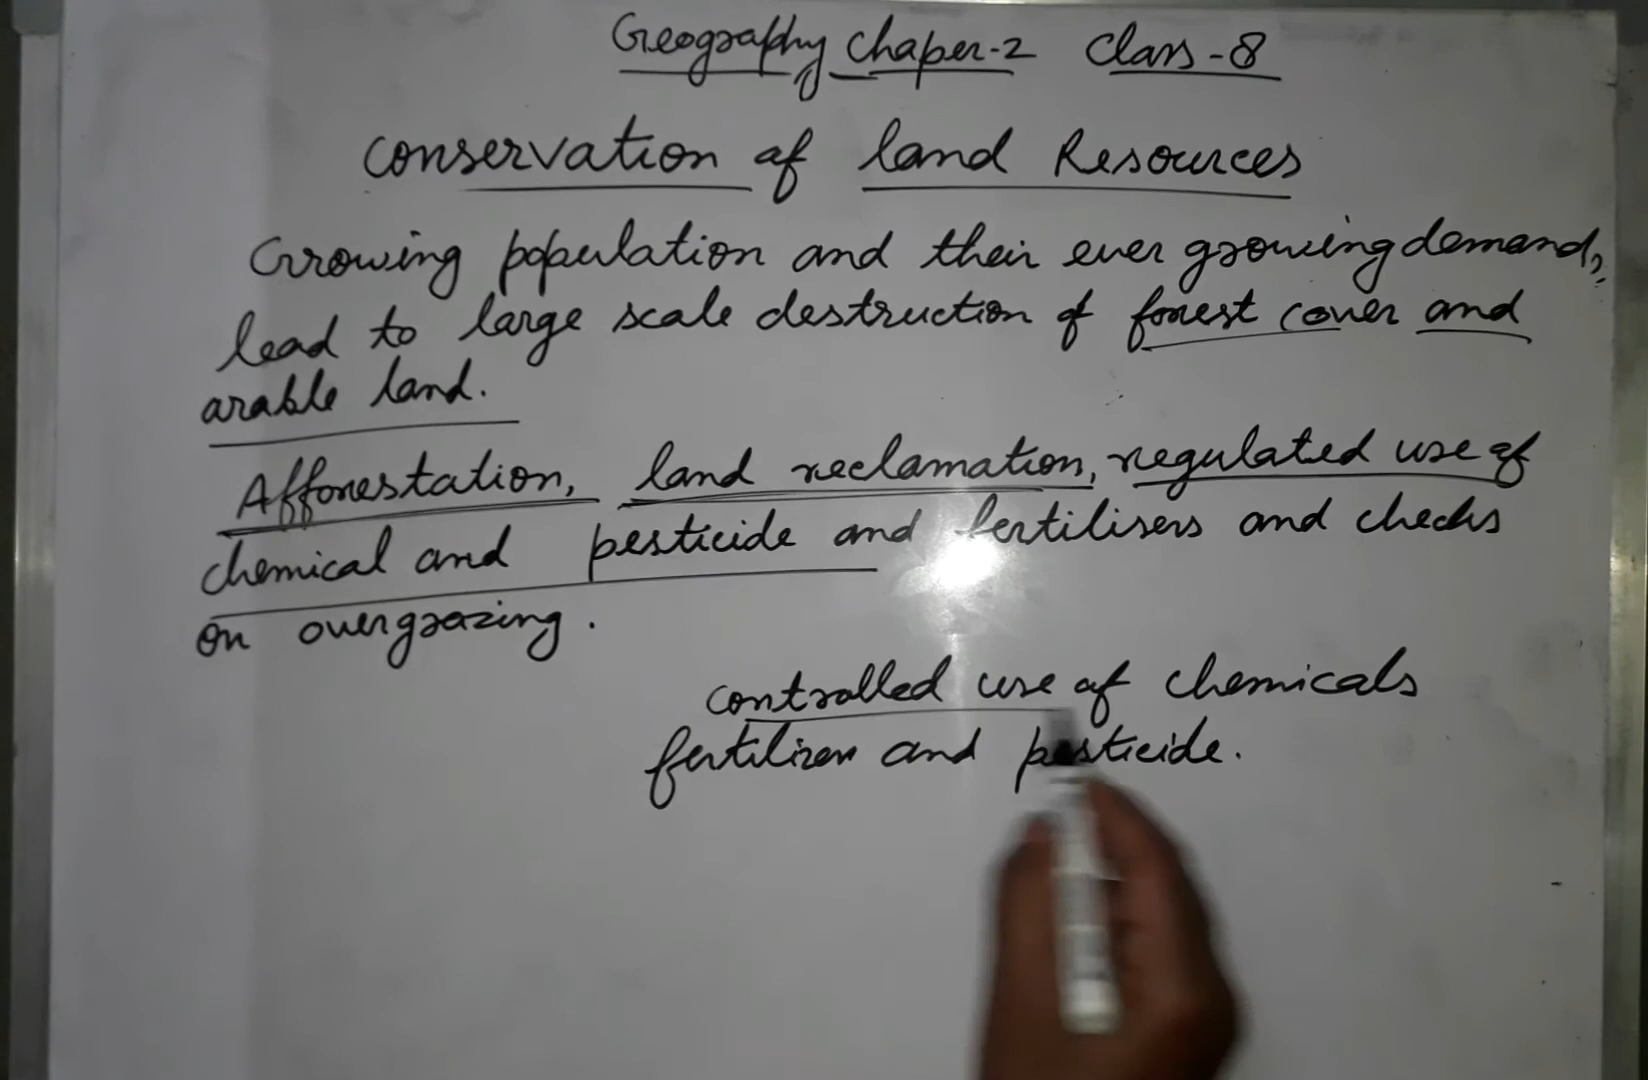 Geography Chaper-2 Class-8
Conservation of land Resources
Growing population and their ever growing demand,
lead to large scale destruction of forest cover and
arable land.
Afforestation, land reclamation, regulated use of
chemical and pesticide and fertilisers and checks
on overgrazing.
controlled use of chemicals
fertilizer and pesticide.